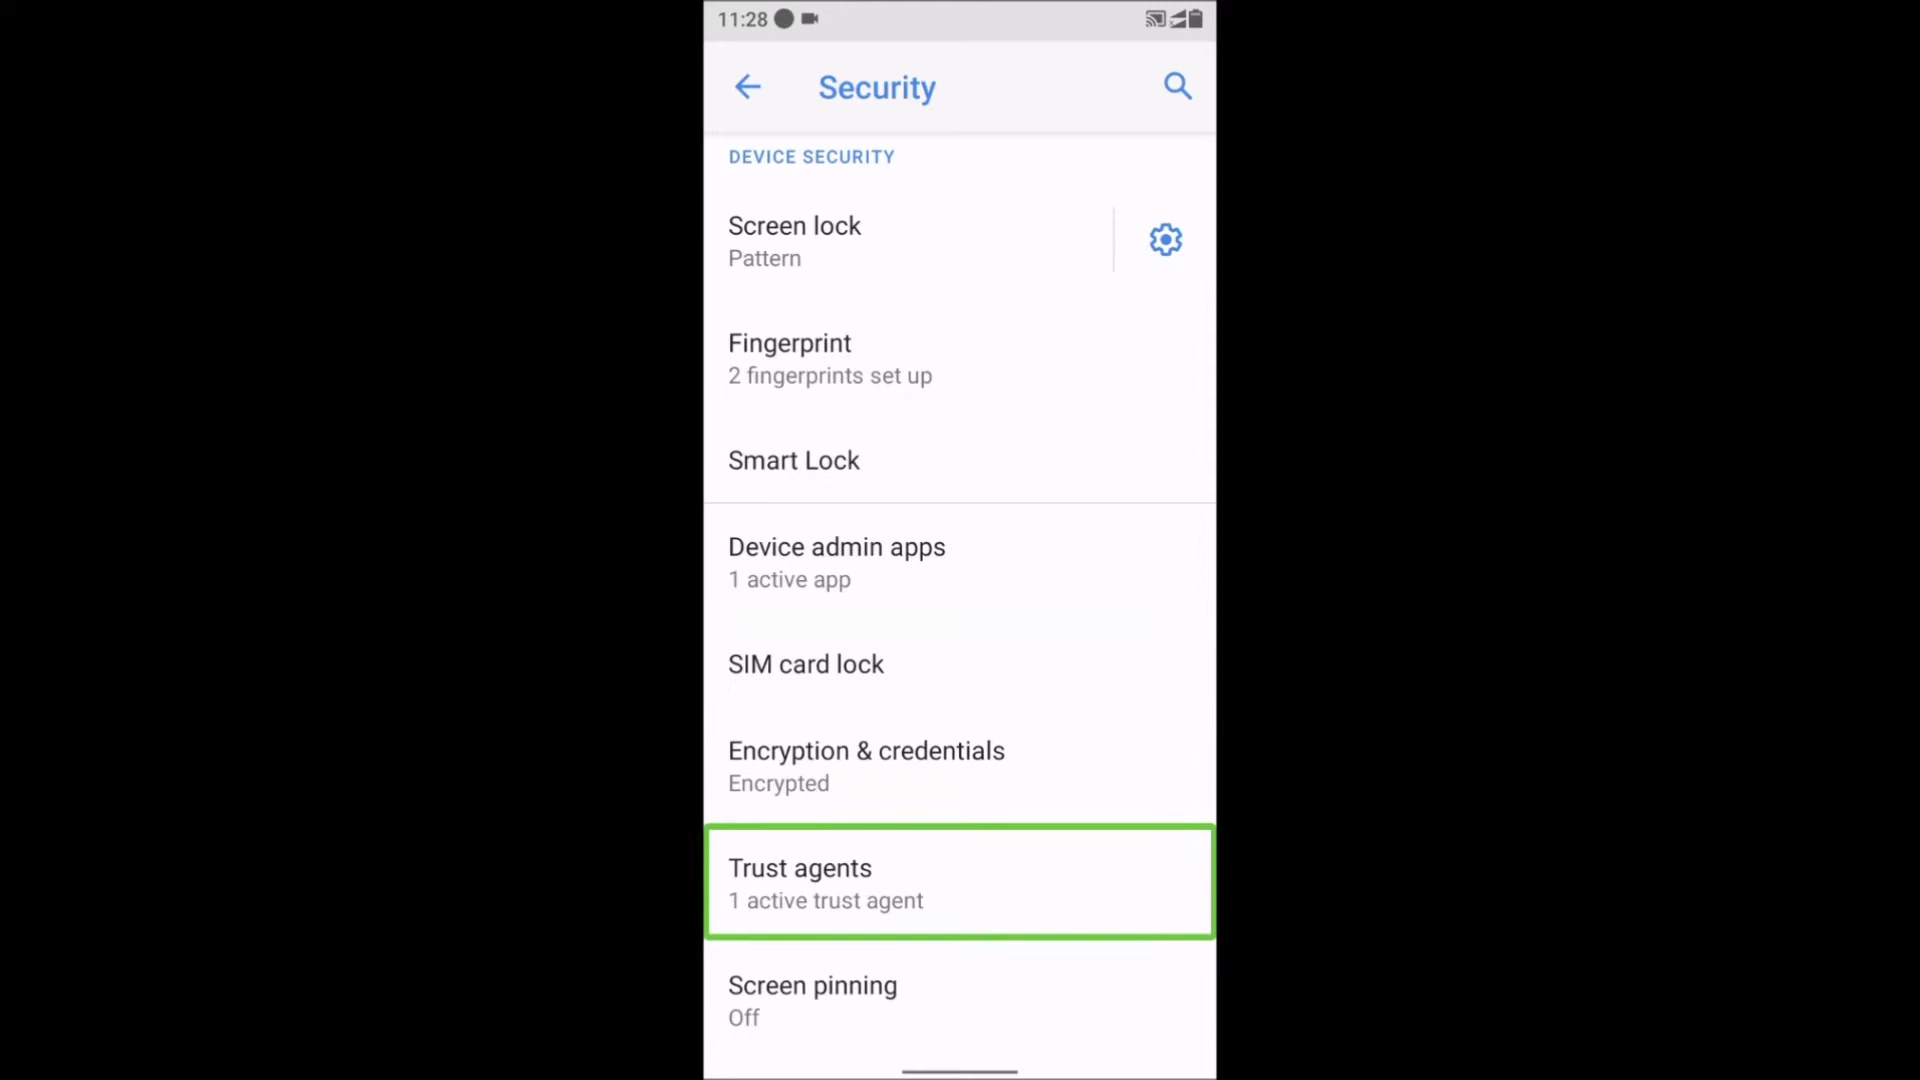 11:28
Security
DEVICE SECURITY
Screen lock
Pattern
Fingerprint
2 fingerprints set up
Smart Lock
Device admin apps
1 active app
SIM card lock
Encryption & credentials
Encrypted
Trust agents
1 active trust agent
Screen pinning
Off